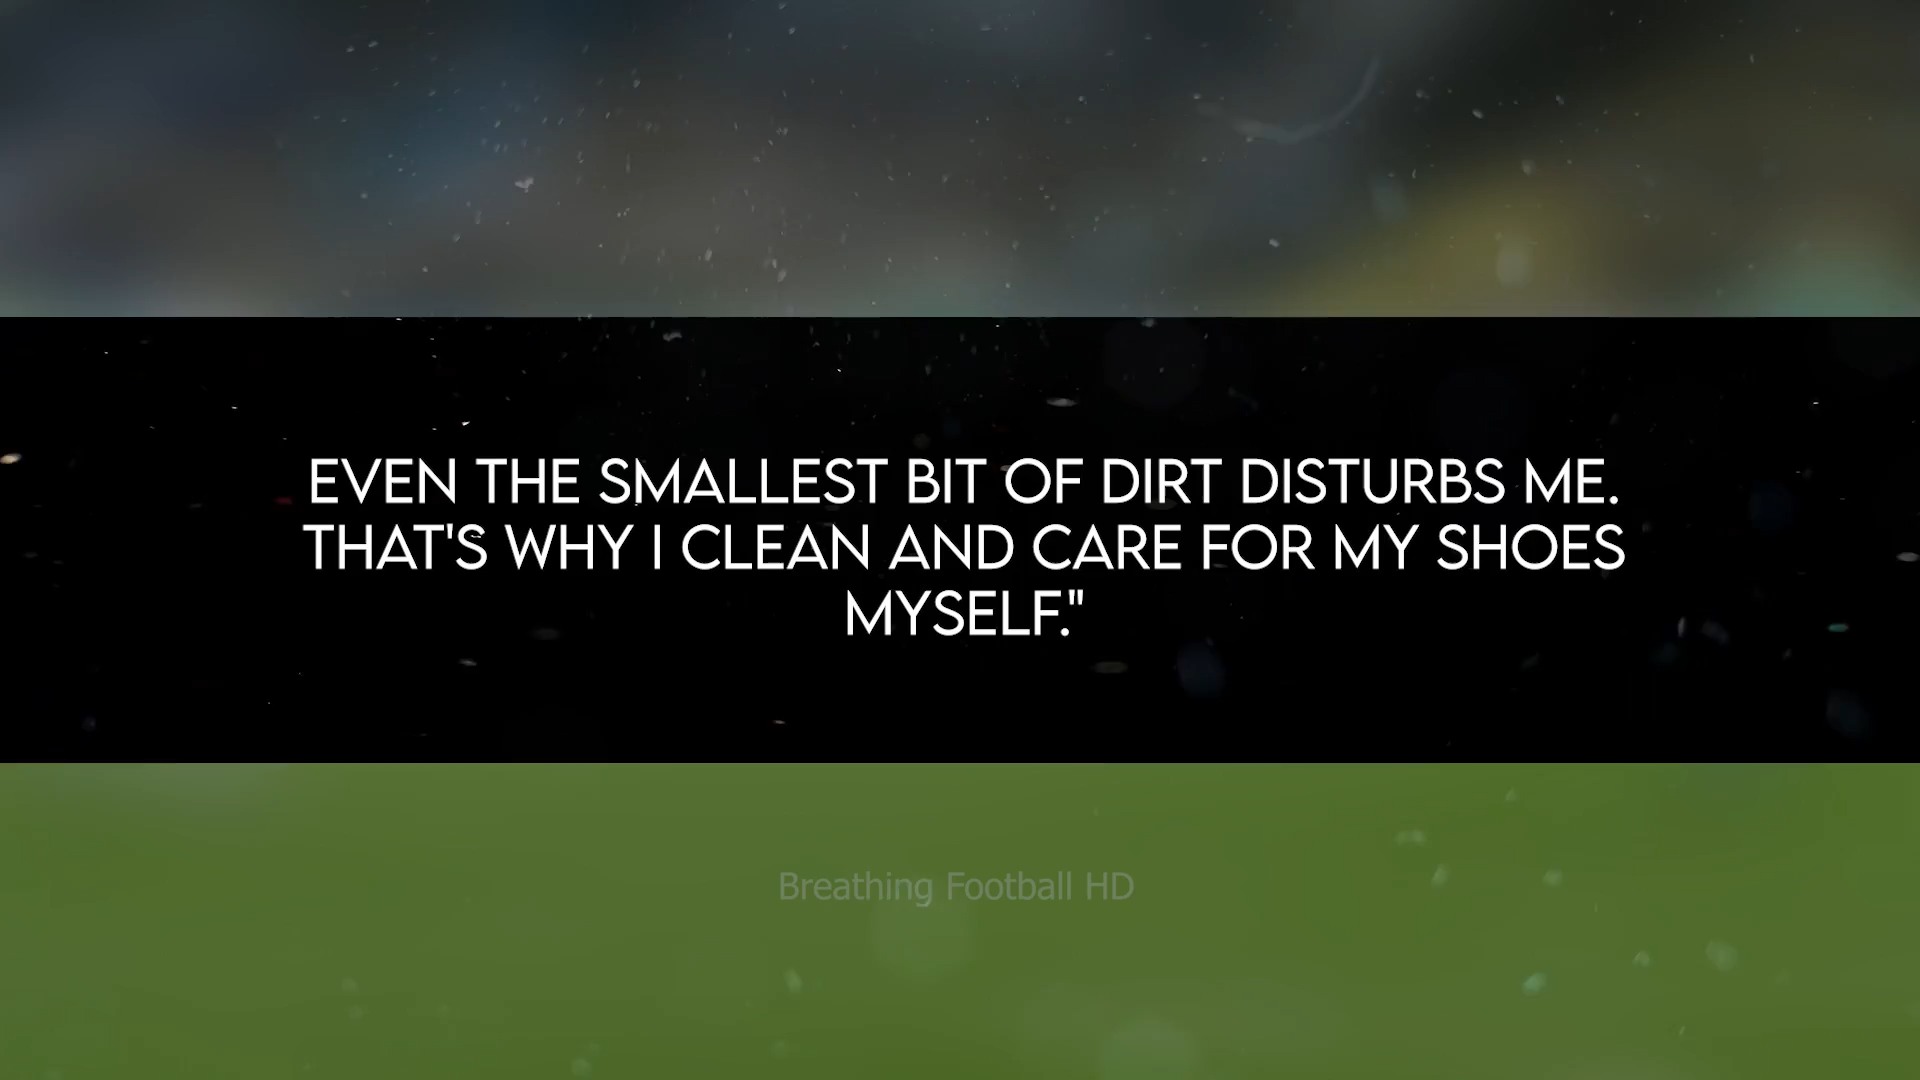 EVEN THE SMALLEST BIT OF DIRT DISTURBS ME.
THAT'S WHY I CLEAN AND CARE FOR MY SHOES
MYSELF."
Breathing Football HD